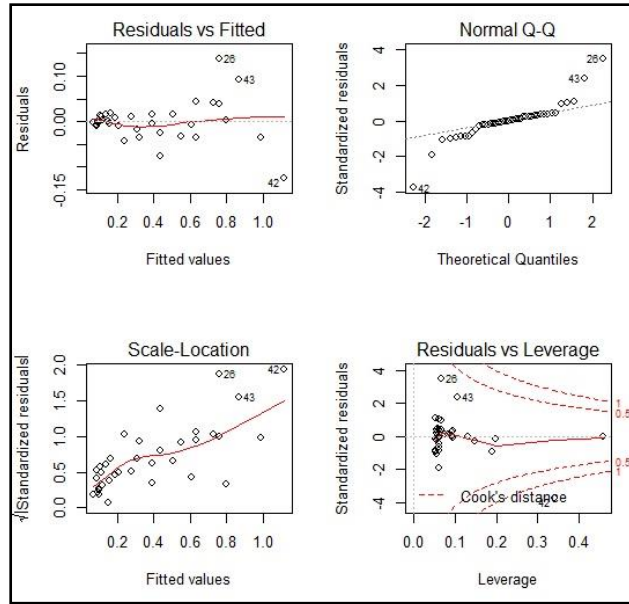 Residuals vs Fitted
Residuals
0.10
0.00
-0.15
26
43
42
0.2 0.4 0.6 0.8 1.0
Fitted values
Normal Q-Q
Standardized residuals
4
2
0
-2
-4
26
43
42
-2 -1 0 1 2
Theoretical Quantiles
Scale-Location
√|Standardized residuals|
2.0
1.5
1.0
0.5
0.0
42
26
43
0.2 0.4 0.6 0.8 1.0
Fitted values
Residuals vs Leverage
Standardized residuals
4
2
0
-2
-4
26
43
1
0.5
0.5
1
Cook's distance
42
0.0 0.1 0.2 0.3 0.4
Leverage